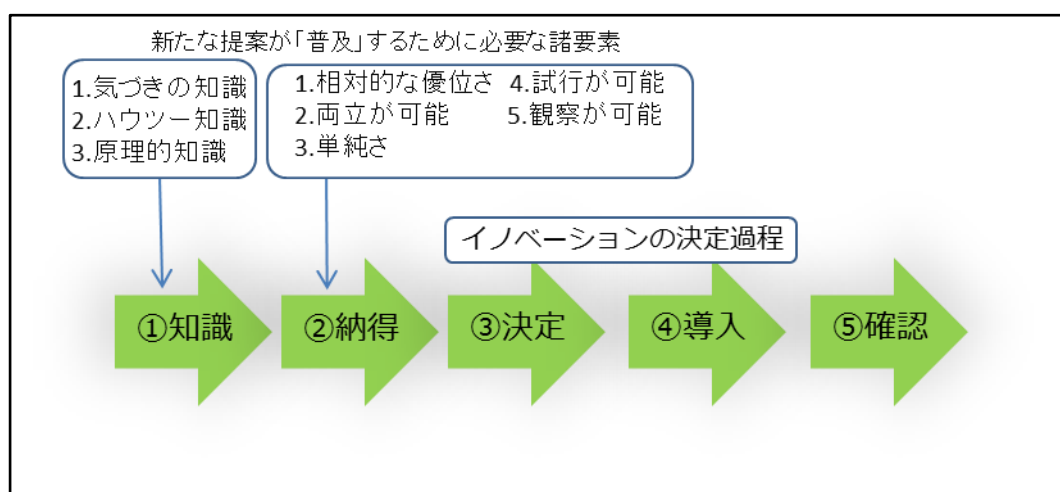 新たな提案が「普及」するために必要な諸要素
1.気づきの知識
2.ハウツー知識
3.原理的知識
1.相対的な優位さ 4.試行が可能
2.両立が可能 5.観察が可能
3.単純さ
イノベーションの決定過程
①知識 ②納得 ③決定 ④導入 ⑤確認